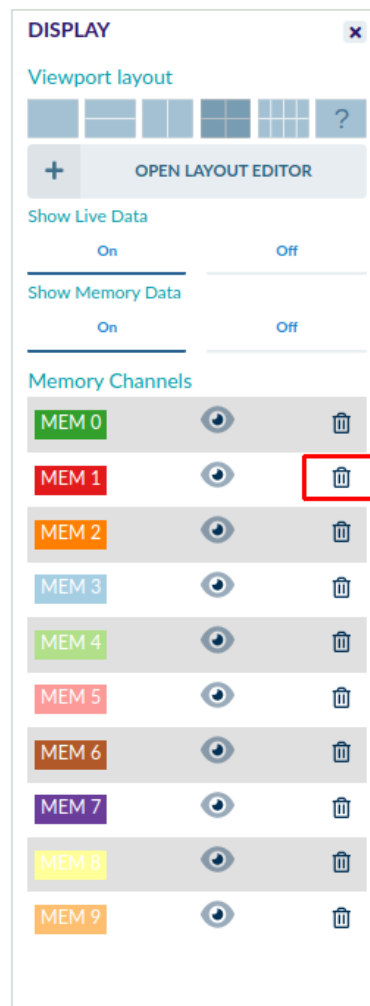 DISPLAY
Viewport layout
?
OPEN LAYOUT EDITOR
Show Live Data
On Off
Show Memory Data
On Off
Memory Channels
MEM 0
MEM 1
MEM 2
MEM 3
MEM 4
MEM 5
MEM 6
MEM 7
MEM 8
MEM 9